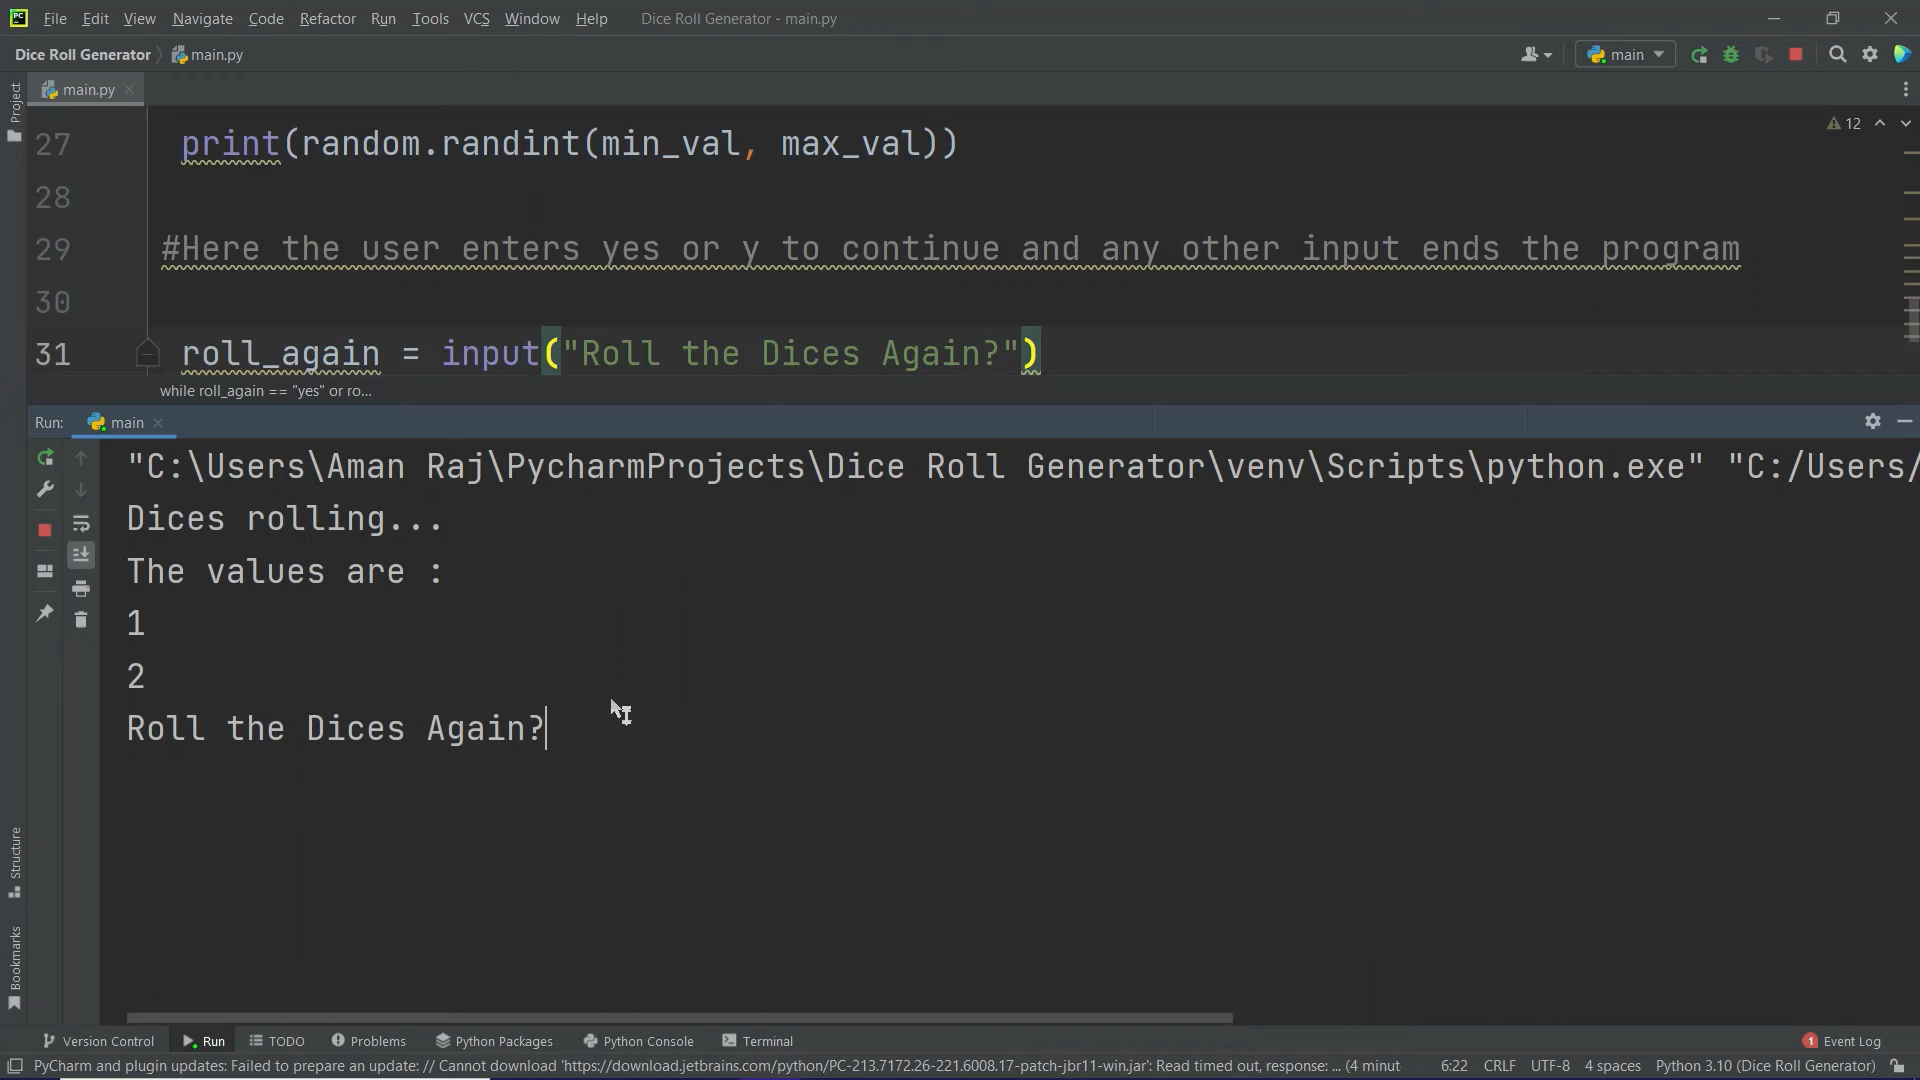 PC File Edit View Navigate Code Refactor Run Tools VCS Window Help Dice Roll Generator - main.py
Dice Roll Generator main.py main
Project
main.py
12
27 print(random.randint(min_val, max_val))
28
29 #Here the user enters yes or y to continue and any other input ends the program
30
31 roll_again = input("Roll the Dices Again?")
while roll_again == "yes" or ro...
Run: main
"C:\Users\Aman Raj\PycharmProjects\Dice Roll Generator\venv\Scripts\python.exe" "C:/Users/
Dices rolling...
The values are :
1
2
Roll the Dices Again?
Structure
Bookmarks
Version Control Run TODO Problems Python Packages Python Console Terminal 1 Event Log
PyCharm and plugin updates: Failed to prepare an update: // Cannot download 'https://download.jetbrains.com/python/PC-213.7172.26-221.6008.17-patch-jbr11-win.jar': Read timed out, response: ... (4 minut 6:22 CRLF UTF-8 4 spaces Python 3.10 (Dice Roll Generator)